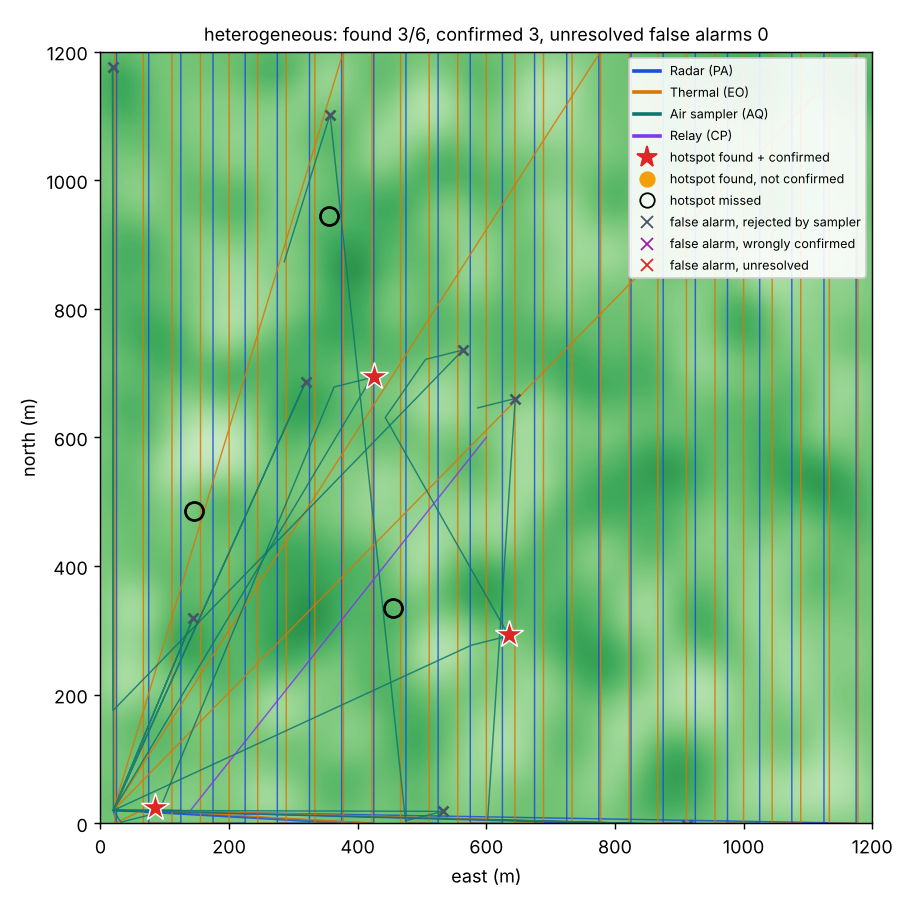 heterogeneous: found 3/6, confirmed 3, unresolved false alarms 0
1200
1000
800
600
400
200
0
north (m)
Radar (PA)
Thermal (EO)
Air sampler (AQ)
Relay (CP)
hotspot found + confirmed
hotspot found, not confirmed
hotspot missed
false alarm, rejected by sampler
false alarm, wrongly confirmed
false alarm, unresolved
0 200 400 600 800 1000 1200
east (m)